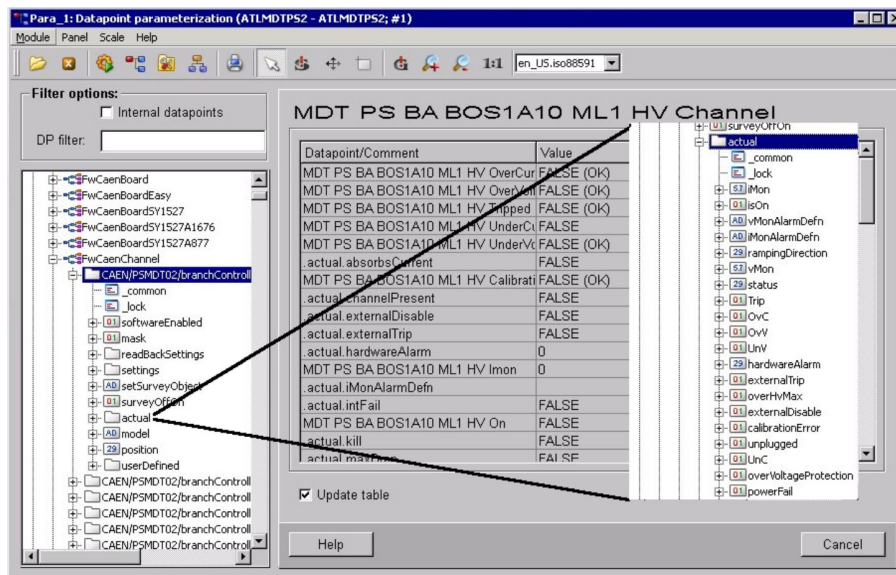 Para_1: Datapoint parameterization (ATLMDTPS2 - ATLMDTPS2; #1)
Module Panel Scale Help
1:1 en_US.iso88591
Filter options:
Internal datapoints
DP filter:
FwCaenBoard
FwCaenBoardEasy
FwCaenBoardSY1527
FwCaenBoardSY1527A1676
FwCaenBoardSY1527A877
FwCaenChannel
CAEN/PSMDT02/branchControll
_common
_lock
softwareEnabled
mask
readBackSettings
settings
setSurveyObject
surveyOffOn
actual
model
position
userDefined
CAEN/PSMDT02/branchControll
CAEN/PSMDT02/branchControll
CAEN/PSMDT02/branchControll
CAEN/PSMDT02/branchControll
CAEN/PSMDT02/branchControll
MDT PS BA BOS1A10 ML1 HV Channel
Datapoint/Comment Value
MDT PS BA BOS1A10 ML1 HV OverCur FALSE (OK)
MDT PS BA BOS1A10 ML1 HV OverVolt FALSE (OK)
MDT PS BA BOS1A10 ML1 HV Tripped FALSE (OK)
MDT PS BA BOS1A10 ML1 HV UnderCu FALSE
MDT PS BA BOS1A10 ML1 HV UnderVo FALSE (OK)
.actual.absorbsCurrent FALSE
MDT PS BA BOS1A10 ML1 HV Calibrati FALSE (OK)
.actual.channelPresent FALSE
.actual.externalDisable FALSE
.actual.externalTrip FALSE
.actual.hardwareAlarm 0
MDT PS BA BOS1A10 ML1 HV Imon 0
.actual.iMonAlarmDefn
.actual.intFail FALSE
MDT PS BA BOS1A10 ML1 HV On FALSE
.actual.kill FALSE
.actual.maxDrop FALSE
surveyOffOn
actual
_common
_lock
iMon
isOn
vMonAlarmDefn
iMonAlarmDefn
rampingDirection
vMon
status
Trip
OvC
OvV
UnV
hardwareAlarm
externalTrip
overHvMax
externalDisable
calibrationError
unplugged
UnC
overVoltageProtection
powerFail
Update table
Help
Cancel